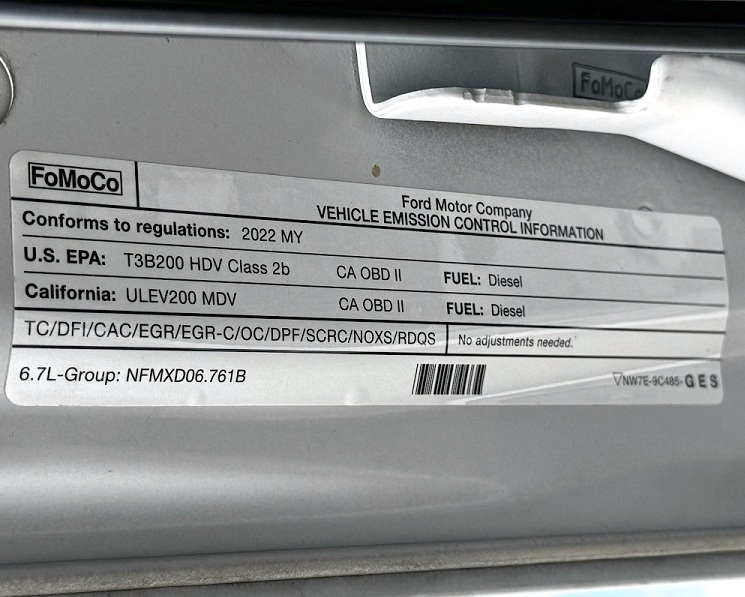 FoMoCo
FoMoCo
Ford Motor Company
VEHICLE EMISSION CONTROL INFORMATION
Conforms to regulations: 2022 MY
U.S. EPA: T3B200 HDV Class 2b CA OBD II FUEL: Diesel
California: ULEV200 MDV CA OBD II FUEL: Diesel
TC/DFI/CAC/EGR/EGR-C/OC/DPF/SCRC/NOXS/RDQS No adjustments needed.
6.7L-Group: NFMXD06.761B ▽NW7E-9C485-GES